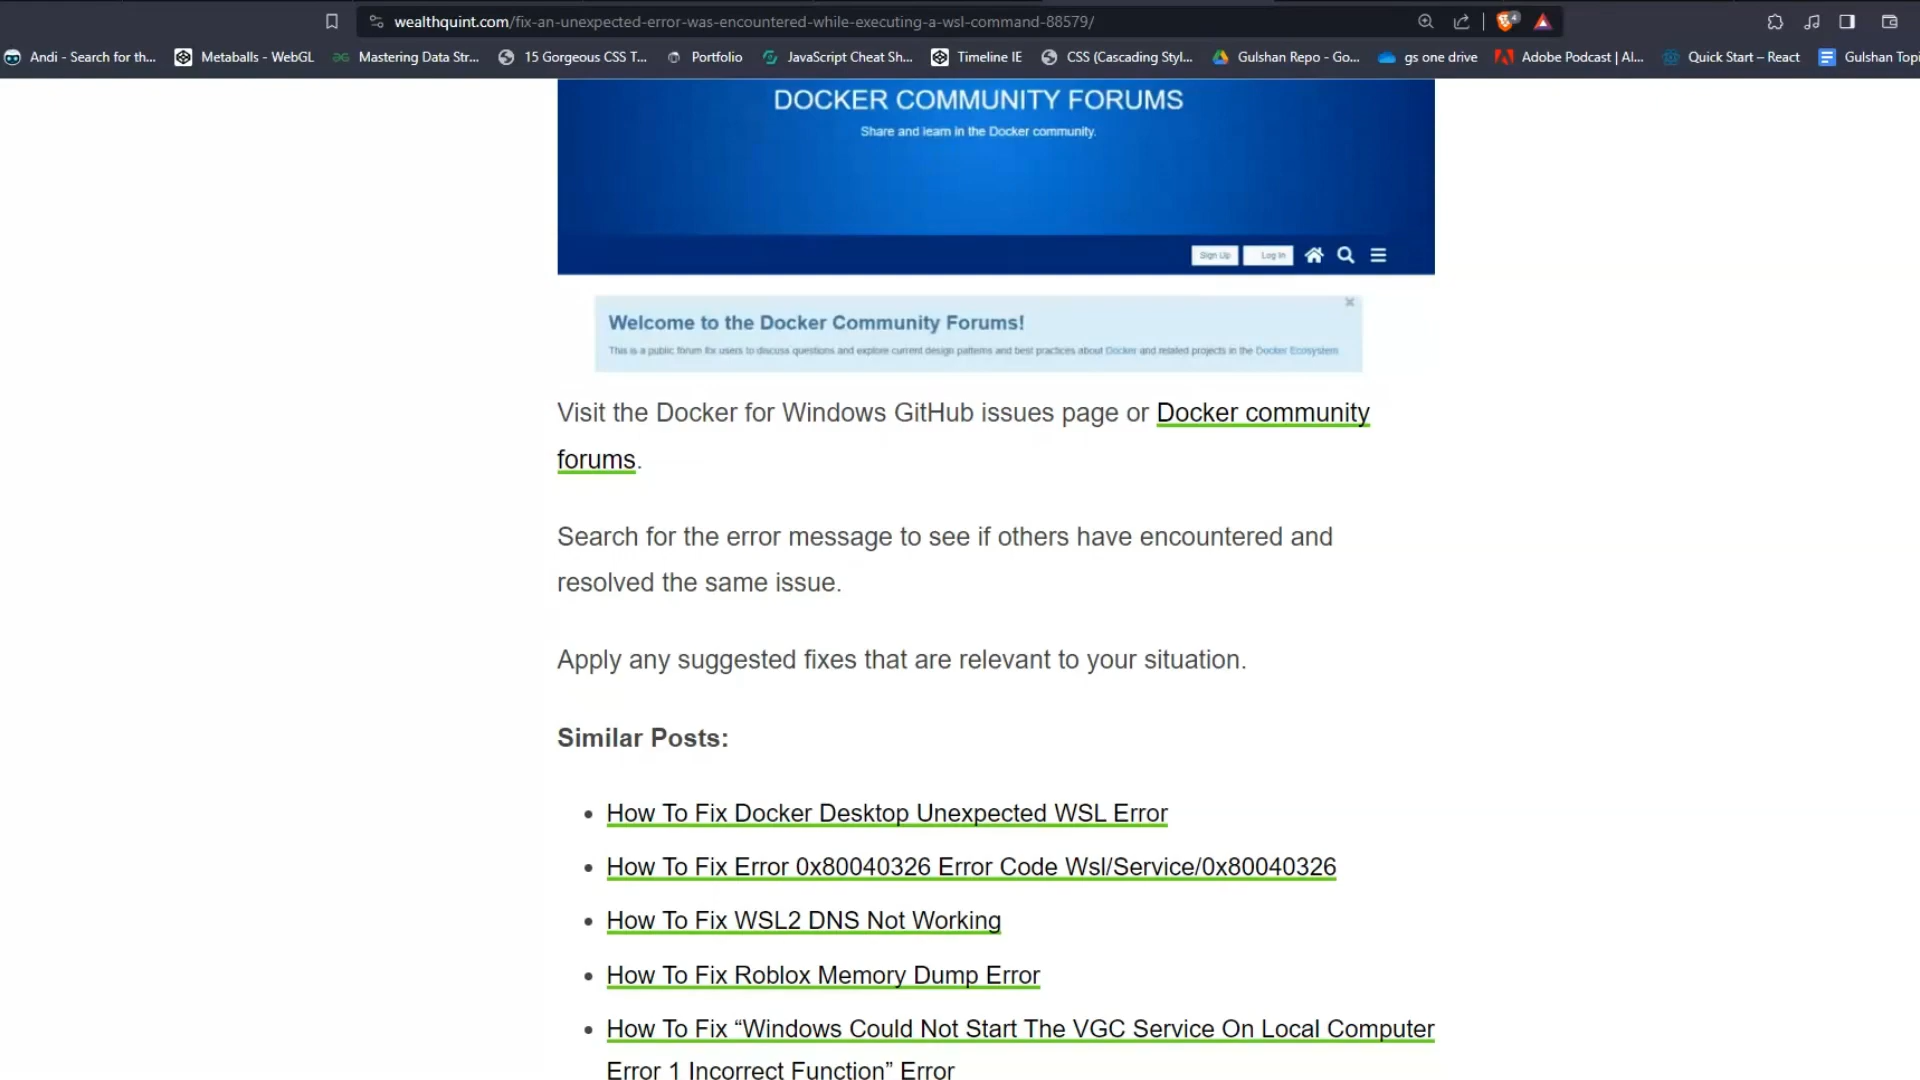 wealthquint.com/fix-an-unexpected-error-was-encountered-while-executing-a-wsl-command-88579/
4
Andi - Search for th... Metaballs - WebGL Mastering Data Str... 15 Gorgeous CSS T... Portfolio JavaScript Cheat Sh... Timeline IE CSS (Cascading Styl... Gulshan Repo - Go... gs one drive Adobe Podcast | AI... Quick Start – React Gulshan Topi
DOCKER COMMUNITY FORUMS
Share and learn in the Docker community.
Sign Up Log In
Welcome to the Docker Community Forums!
This is a public forum for users to discuss questions and explore current design patterns and best practices about Docker and related projects in the Docker Ecosystem
Visit the Docker for Windows GitHub issues page or Docker community
forums.
Search for the error message to see if others have encountered and
resolved the same issue.
Apply any suggested fixes that are relevant to your situation.
Similar Posts:
• How To Fix Docker Desktop Unexpected WSL Error
• How To Fix Error 0x80040326 Error Code Wsl/Service/0x80040326
• How To Fix WSL2 DNS Not Working
• How To Fix Roblox Memory Dump Error
• How To Fix “Windows Could Not Start The VGC Service On Local Computer
Error 1 Incorrect Function” Error